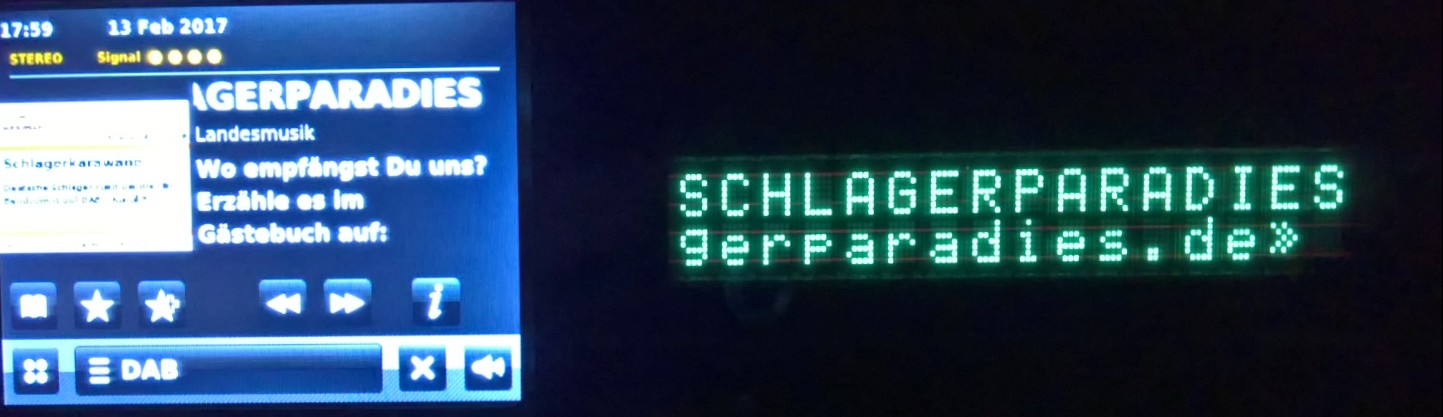 17:59 13 Feb 2017
STEREO Signal
AGERPARADIES
Landesmusik
Wo empfängst Du uns?
Erzähle es im
Gästebuch auf:
Schlagerkarawane
DAB
SCHLAGERPARADIES
gerparadies.de»